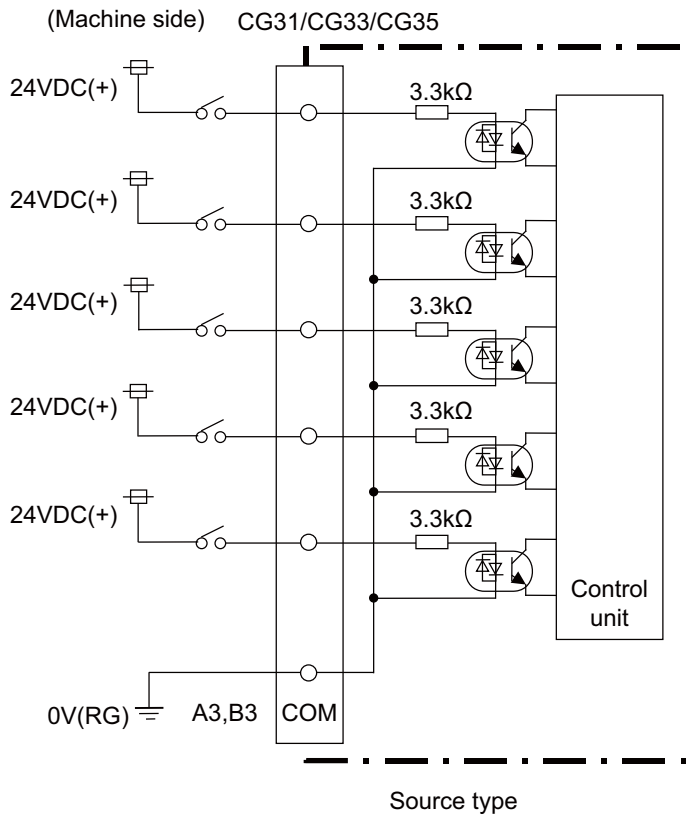 (Machine side) CG31/CG33/CG35
24VDC(+)
3.3kΩ
24VDC(+)
3.3kΩ
24VDC(+)
3.3kΩ
24VDC(+)
3.3kΩ
24VDC(+)
3.3kΩ
Control
unit
0V(RG) A3,B3 COM
Source type